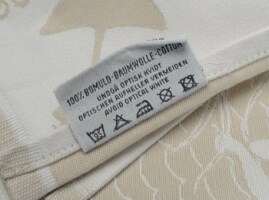 100% BOMULD-BAUMWOLLE-COTTON
UNDGÅ OPTISK HVIDT
OPTISCHEN AUFHELLER VERMEIDEN
AVOID OPTICAL WHITE